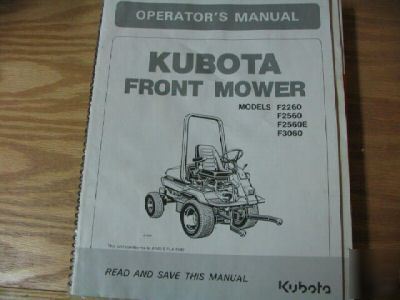 OPERATOR'S MANUAL
KUBOTA
FRONT MOWER
MODELS F2260
F2560
F2560E
F3060
READ AND SAVE THIS MANUAL
Kubota